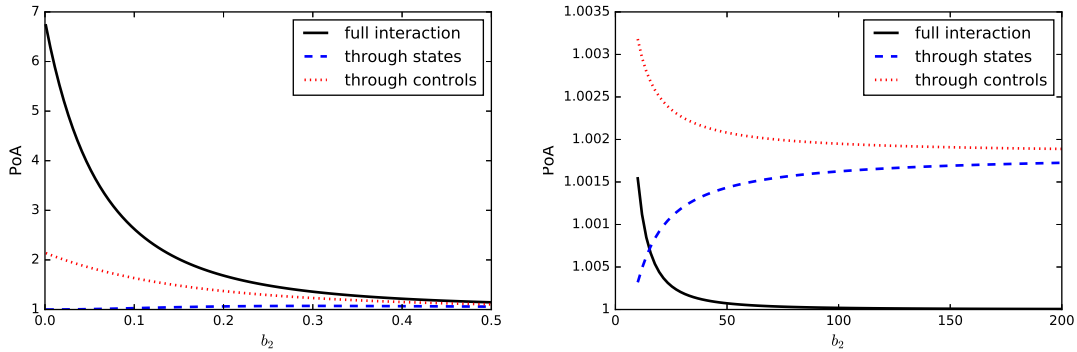 7
6
5
4
3
2
1
PoA
0.0 0.1 0.2 0.3 0.4 0.5
b2
full interaction
through states
through controls
1.0035
1.003
1.0025
1.002
1.0015
1.001
1.005
1
PoA
0 50 100 150 200
b2
full interaction
through states
through controls